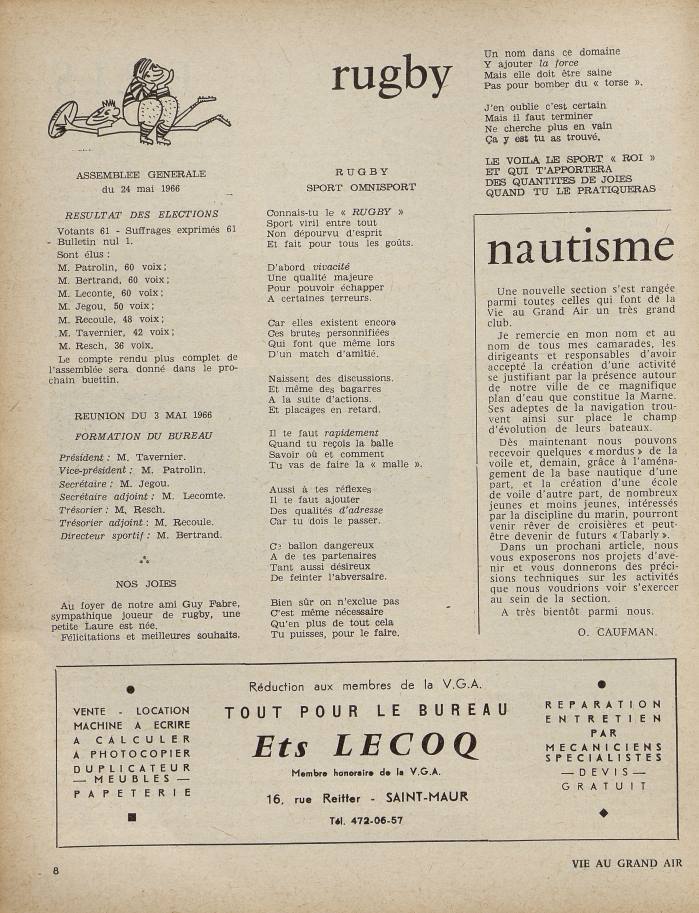 rugby
ASSEMBLEE GENERALE
du 24 mai 1966
RESULTAT DES ELECTIONS
Votants 61 - Suffrages exprimés 61
- Bulletin nul 1.
Sont élus :
M. Patrolin, 60 voix ;
M. Bertrand, 60 voix ;
M. Leconte, 60 voix ;
M. Jegou, 50 voix ;
M. Recoule, 48 voix ;
M. Tavernier, 42 voix ;
M. Resch, 36 voix.
Le compte rendu plus complet de
l'assemblée sera donné dans le pro-
chain buettin.
REUNION DU 3 MAI 1966
FORMATION DU BUREAU
Président : M. Tavernier.
Vice-président : M. Patrolin.
Secrétaire : M. Jegou.
Secrétaire adjoint : M. Lecomte.
Trésorier : M, Resch.
Trésorier adjoint : M. Recoule.
Directeur sportif : M. Bertrand.
NOS JOIES
Au foyer de notre ami Guy Fabre,
sympathique joueur de rugby, une
petite Laure est née.
Félicitations et meilleures souhaits.
RUGBY
SPORT OMNISPORT
Connais-tu le « RUGBY »
Sport viril entre tout
Non dépourvu d'esprit
Et fait pour tous les goûts.
D'abord vivacité
Une qualité majeure
Pour pouvoir échapper
A certaines terreurs.
Car elles existent encore
Ces brutes personnifiées
Qui font que même lors
D'un match d'amitié.
Naissent des discussions.
Et même des bagarres
A la suite d'actions.
Et placages en retard.
Il te faut rapidement
Quand tu reçois la balle
Savoir où et comment
Tu vas de faire la « malle ».
Aussi à tes réflexes
Il te faut ajouter
Des qualités d'adresse
Car tu dois le passer.
Ce ballon dangereux
A de tes partenaires
Tant aussi désireux
De feinter l'abversaire.
Bien sûr on n'exclue pas
C'est même nécessaire
Qu'en plus de tout cela
Tu puisses, pour le faire.
Un nom dans ce domaine
Y ajouter la force
Mais elle doit être saine
Pas pour bomber du « torse ».
J'en oublie c'est certain
Mais il faut terminer
Ne cherche plus en vain
Ça y est tu as trouvé.
LE VOILA LE SPORT « ROI »
ET QUI T'APPORTERA
DES QUANTITES DE JOIES
QUAND TU LE PRATIQUERAS
nautisme
Une nouvelle section s'est rangée
parmi toutes celles qui font de la
Vie au Grand Air un très grand
club.
Je remercie en mon nom et au
nom de tous mes camarades, les
dirigeants et responsables d'avoir
accepté la création d'une activité
se justifiant par la présence autour
de notre ville de ce magnifique
plan d'eau que constitue la Marne.
Ses adeptes de la navigation trou-
vent ainsi sur place le champ
d'évolution de leurs bateaux.
Dès maintenant nous pouvons
recevoir quelques « mordus » de la
voile et, demain, grâce à l'aména-
gement de la base nautique d'une
part, et la création d'une école
de voile d'autre part, de nombreux
jeunes et moins jeunes, intéressés
par la discipline du marin, pourront
venir rêver de croisières et peut-
être devenir de futurs « Tabarly ».
Dans un prochani article, nous
vous exposerons nos projets d'ave-
nir et vous donnerons des préci-
sions techniques sur les activités
que nous voudrions voir s'exercer
au sein de la section.
A très bientôt parmi nous.
O. CAUFMAN.
VENTE - LOCATION
MACHINE A ECRIRE
A CALCULER
A PHOTOCOPIER
DUPLICATEUR
— MEUBLES —
PAPETERIE
Réduction aux membres de la V.G.A.
TOUT POUR LE BUREAU
Ets LECOQ
Membre honoraire de la V.G.A.
16, rue Reitter - SAINT-MAUR
Tél. 472-06-57
REPARATION
ENTRETIEN
PAR
MECANICIENS
SPECIALISTES
— DEVIS —
GRATUIT
8
VIE AU GRAND AIR